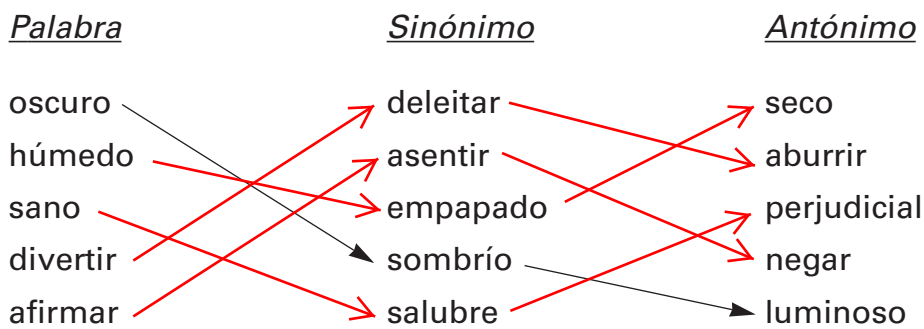 Palabra Sinónimo Antónimo
oscuro deleitar seco
húmedo asentir aburrir
sano empapado perjudicial
divertir sombrío negar
afirmar salubre luminoso